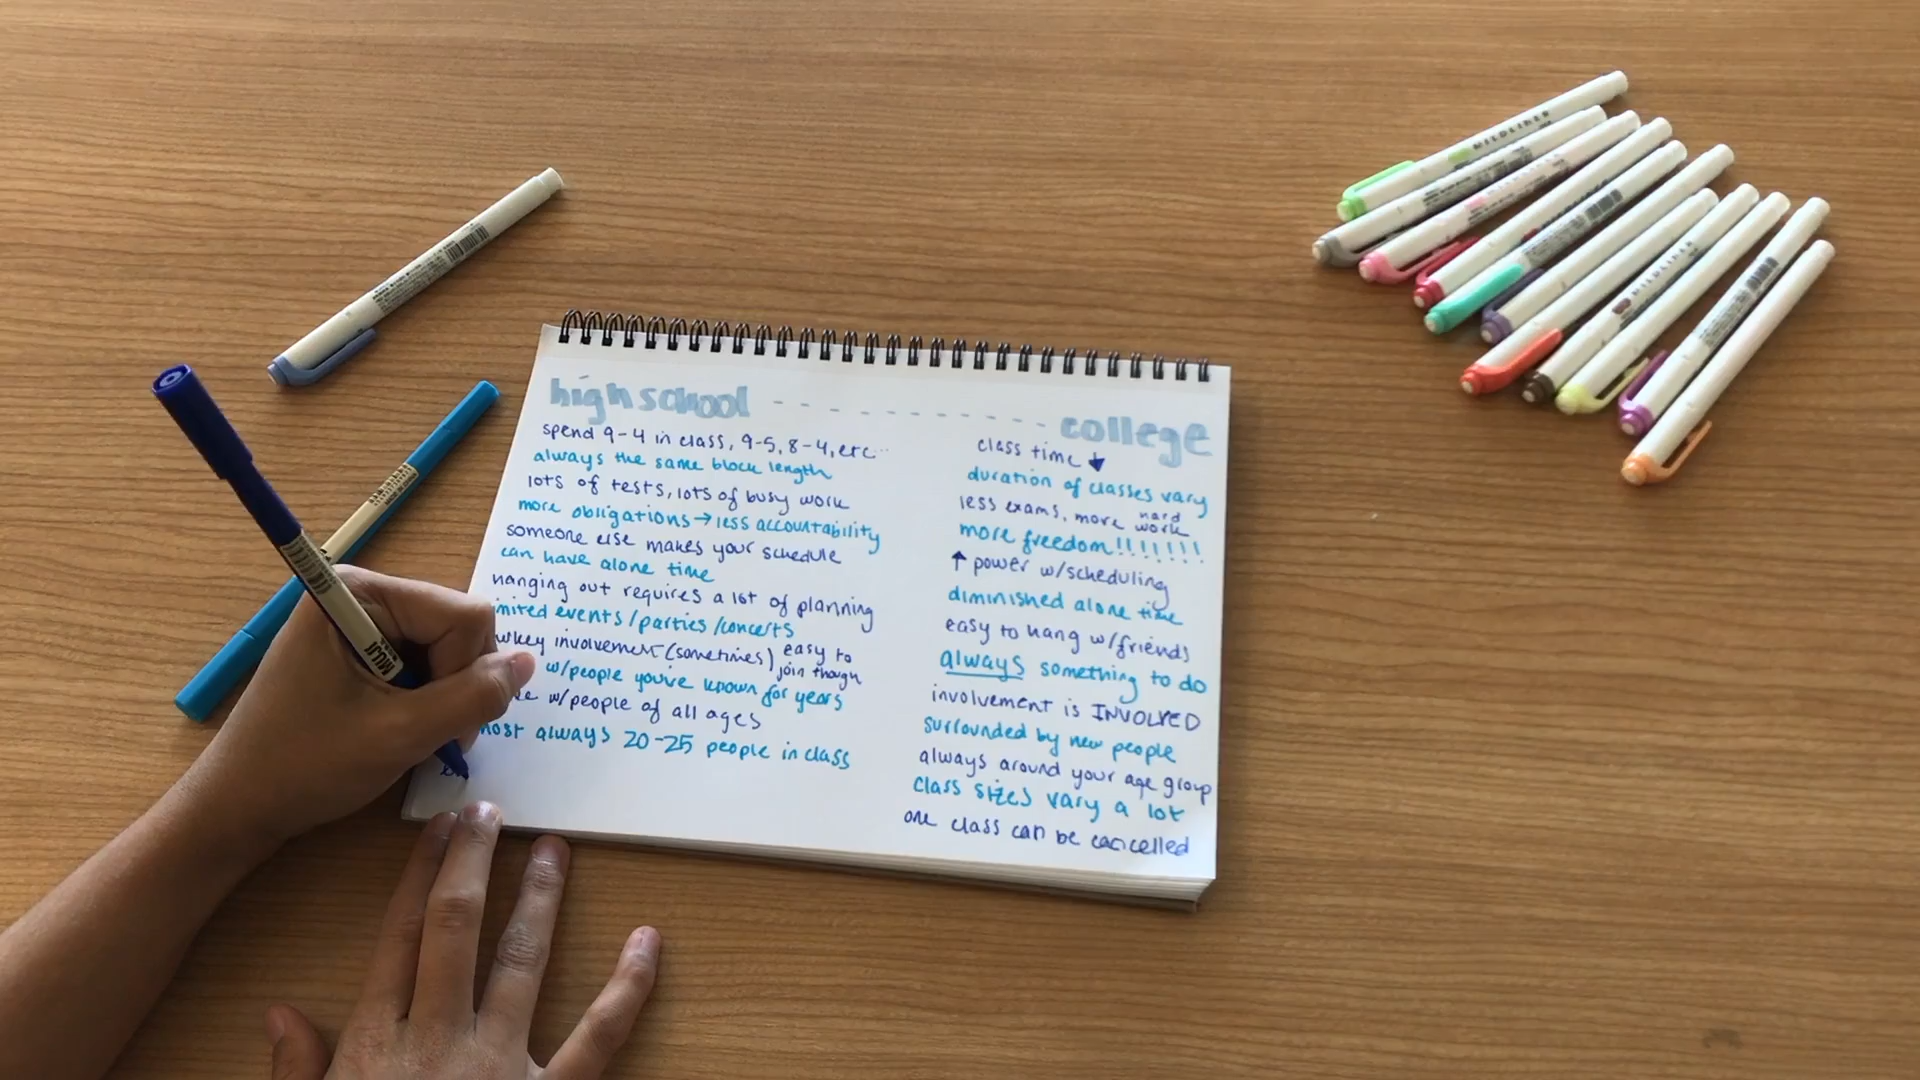 high school - - - - - - - - - - - college
spend 9-4 in class, 9-5, 8-4, etc..
always the same block length
lots of tests, lots of busy work
more obligations → less accountability
someone else makes your schedule
can have alone time
hanging out requires a lot of planning
events/parties/concerts
involvement (sometimes) easy to join though
w/people you've known for years
w/people of all ages
always 20-25 people in class
class time ↓
duration of classes vary
less exams, more hard work
more freedom!!!!!!!
↑ power w/scheduling
diminished alone time
easy to hang w/friends
always something to do
involvement is INVOLVED
surrounded by new people
always around your age group
class sizes vary a lot
one class can be cancelled
MUJI
MILDLINER
MILDLINER